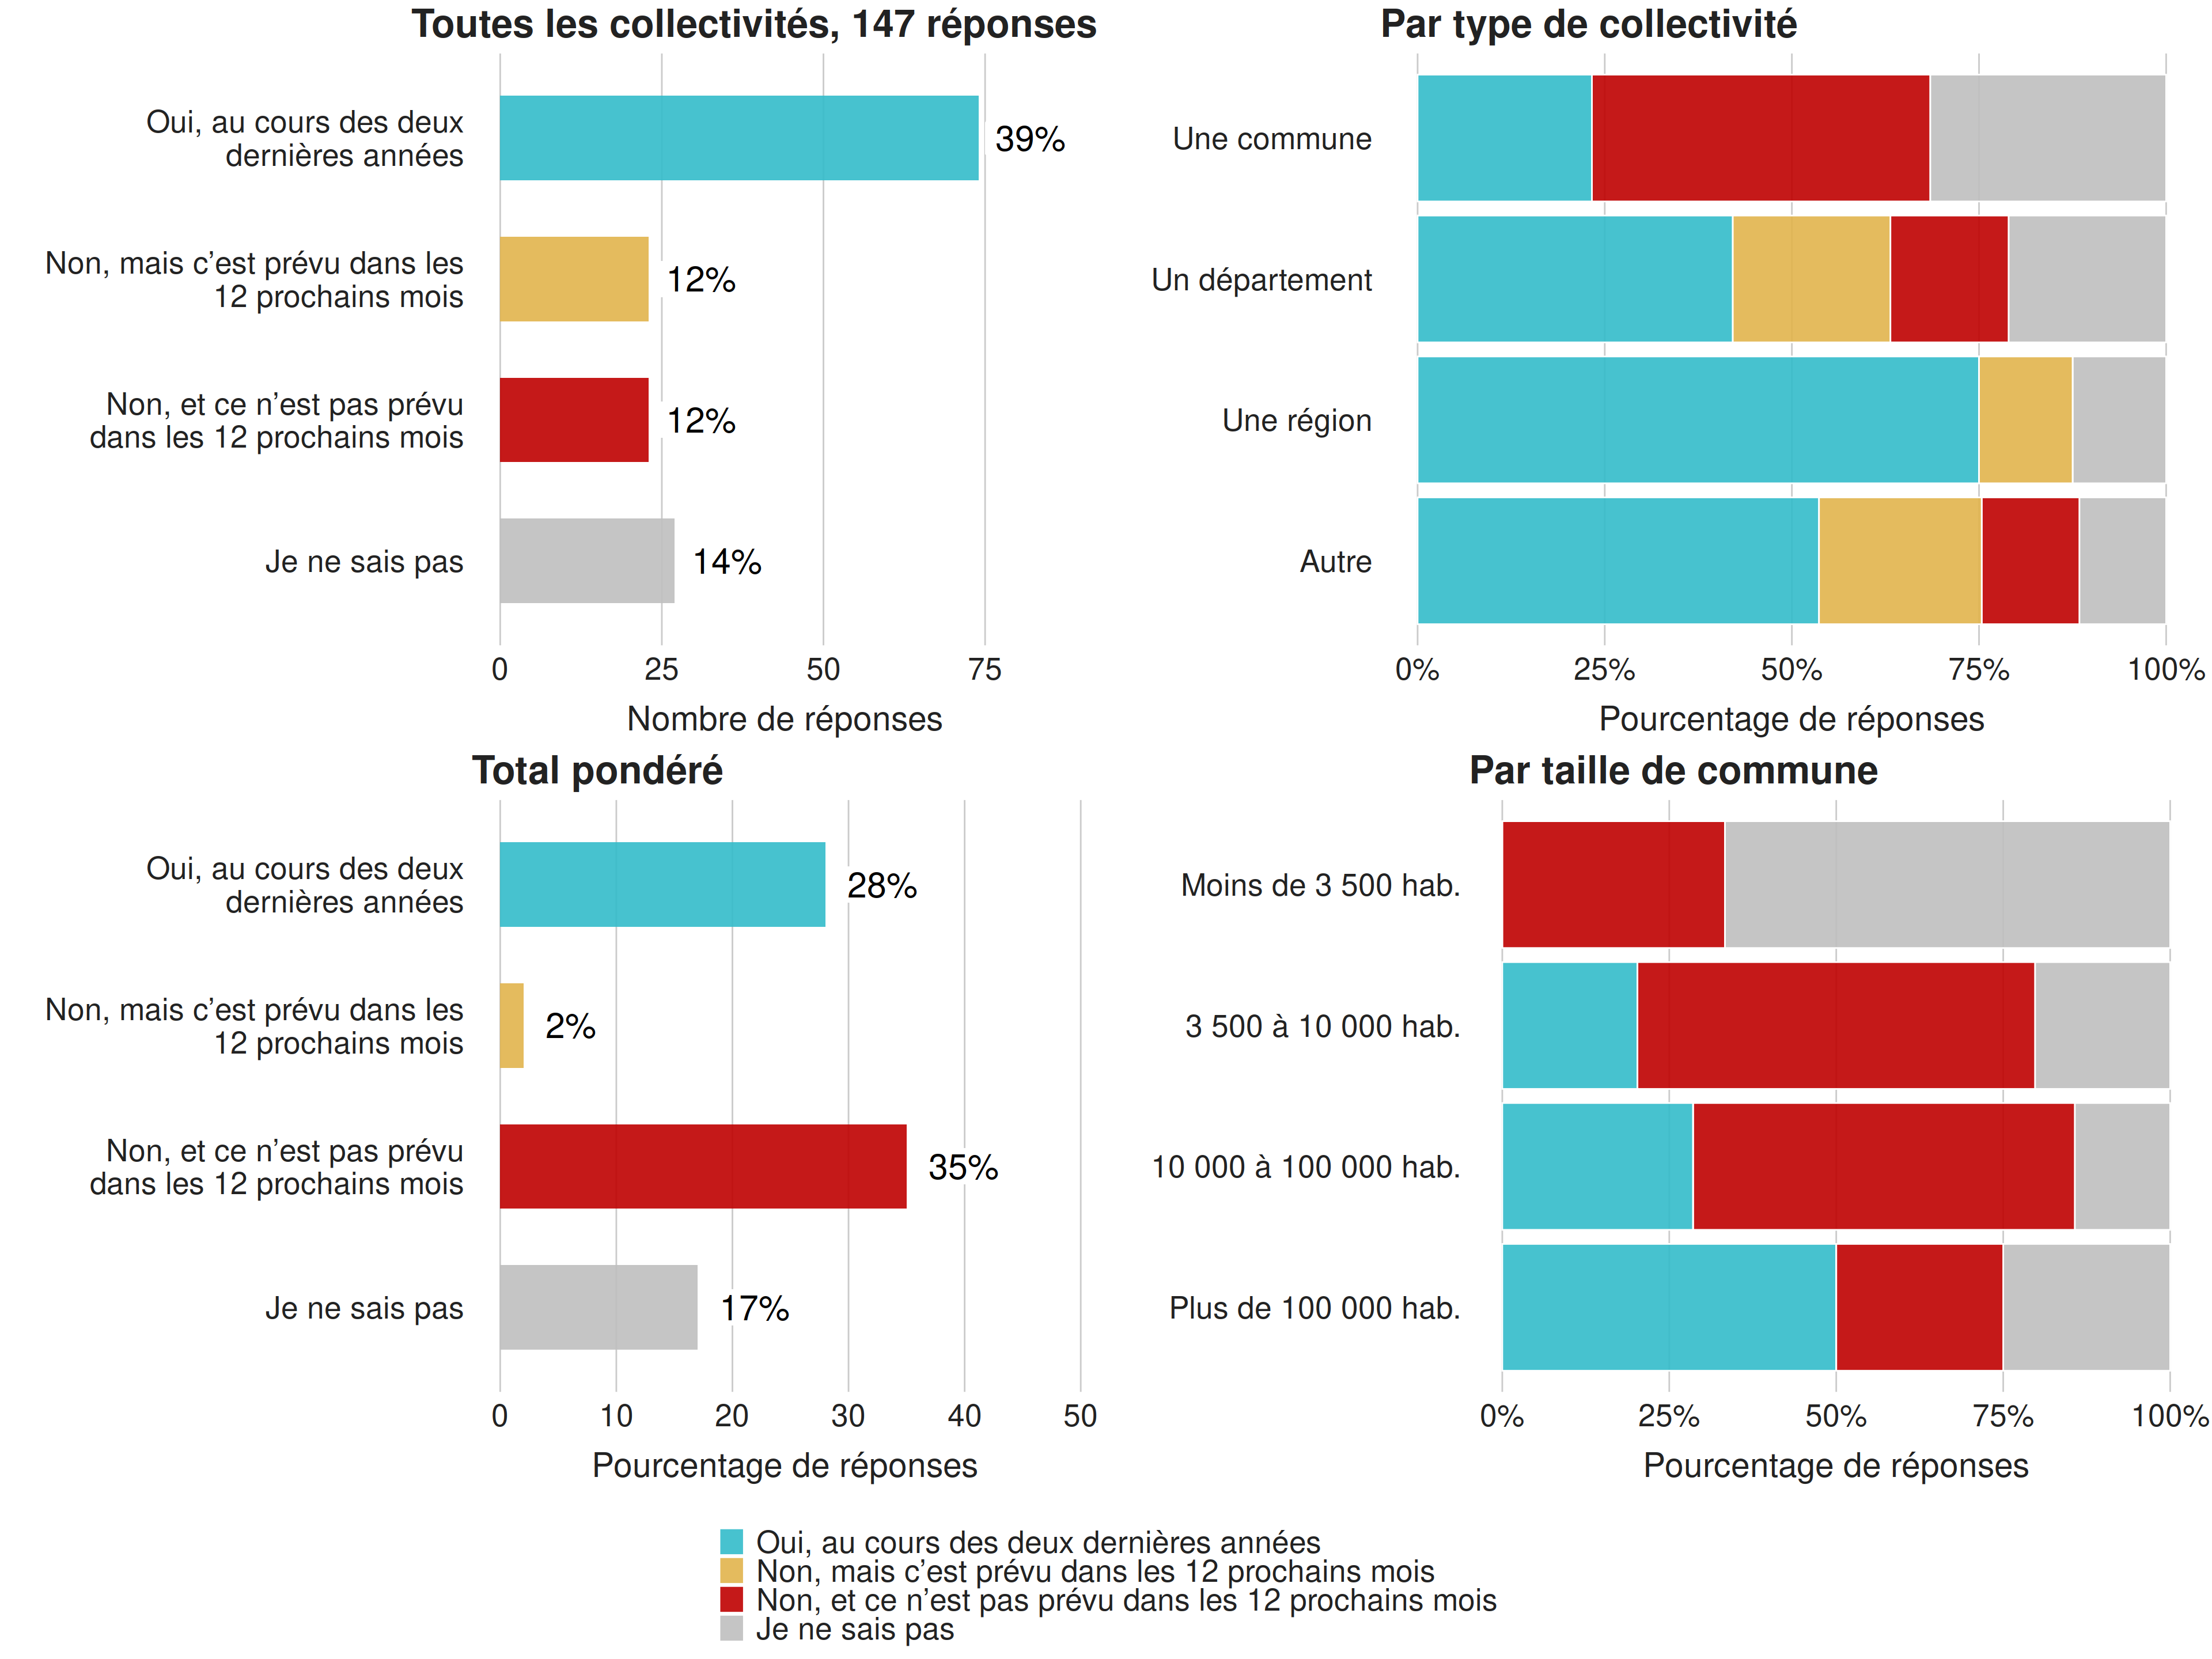 Toutes les collectivités, 147 réponses
Oui, au cours des deux
dernières années
39%
Non, mais c’est prévu dans les
12 prochains mois
12%
Non, et ce n’est pas prévu
dans les 12 prochains mois
12%
Je ne sais pas
14%
0 25 50 75
Nombre de réponses
Par type de collectivité
Une commune
Un département
Une région
Autre
0% 25% 50% 75% 100%
Pourcentage de réponses
Total pondéré
Oui, au cours des deux
dernières années
28%
Non, mais c’est prévu dans les
12 prochains mois
2%
Non, et ce n’est pas prévu
dans les 12 prochains mois
35%
Je ne sais pas
17%
0 10 20 30 40 50
Pourcentage de réponses
Par taille de commune
Moins de 3 500 hab.
3 500 à 10 000 hab.
10 000 à 100 000 hab.
Plus de 100 000 hab.
0% 25% 50% 75% 100%
Pourcentage de réponses
Oui, au cours des deux dernières années
Non, mais c’est prévu dans les 12 prochains mois
Non, et ce n’est pas prévu dans les 12 prochains mois
Je ne sais pas